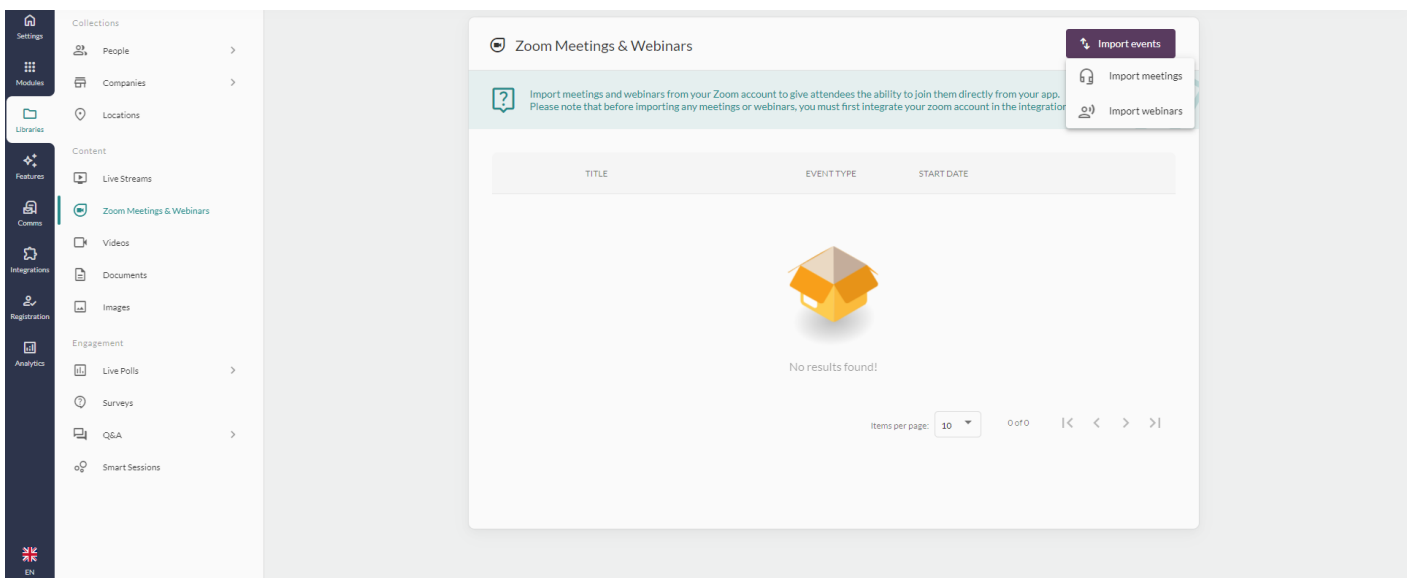 Settings
Modules
Libraries
Features
Comms
Integrations
Registration
Analytics
EN
Collections
People
Companies
Locations
Content
Live Streams
Zoom Meetings & Webinars
Videos
Documents
Images
Engagement
Live Polls
Surveys
Q&A
Smart Sessions
Zoom Meetings & Webinars
Import events
Import meetings
Import webinars
Import meetings and webinars from your Zoom account to give attendees the ability to join them directly from your app.
Please note that before importing any meetings or webinars, you must first integrate your zoom account in the integration
TITLE EVENT TYPE START DATE
No results found!
Items per page: 10 0 of 0